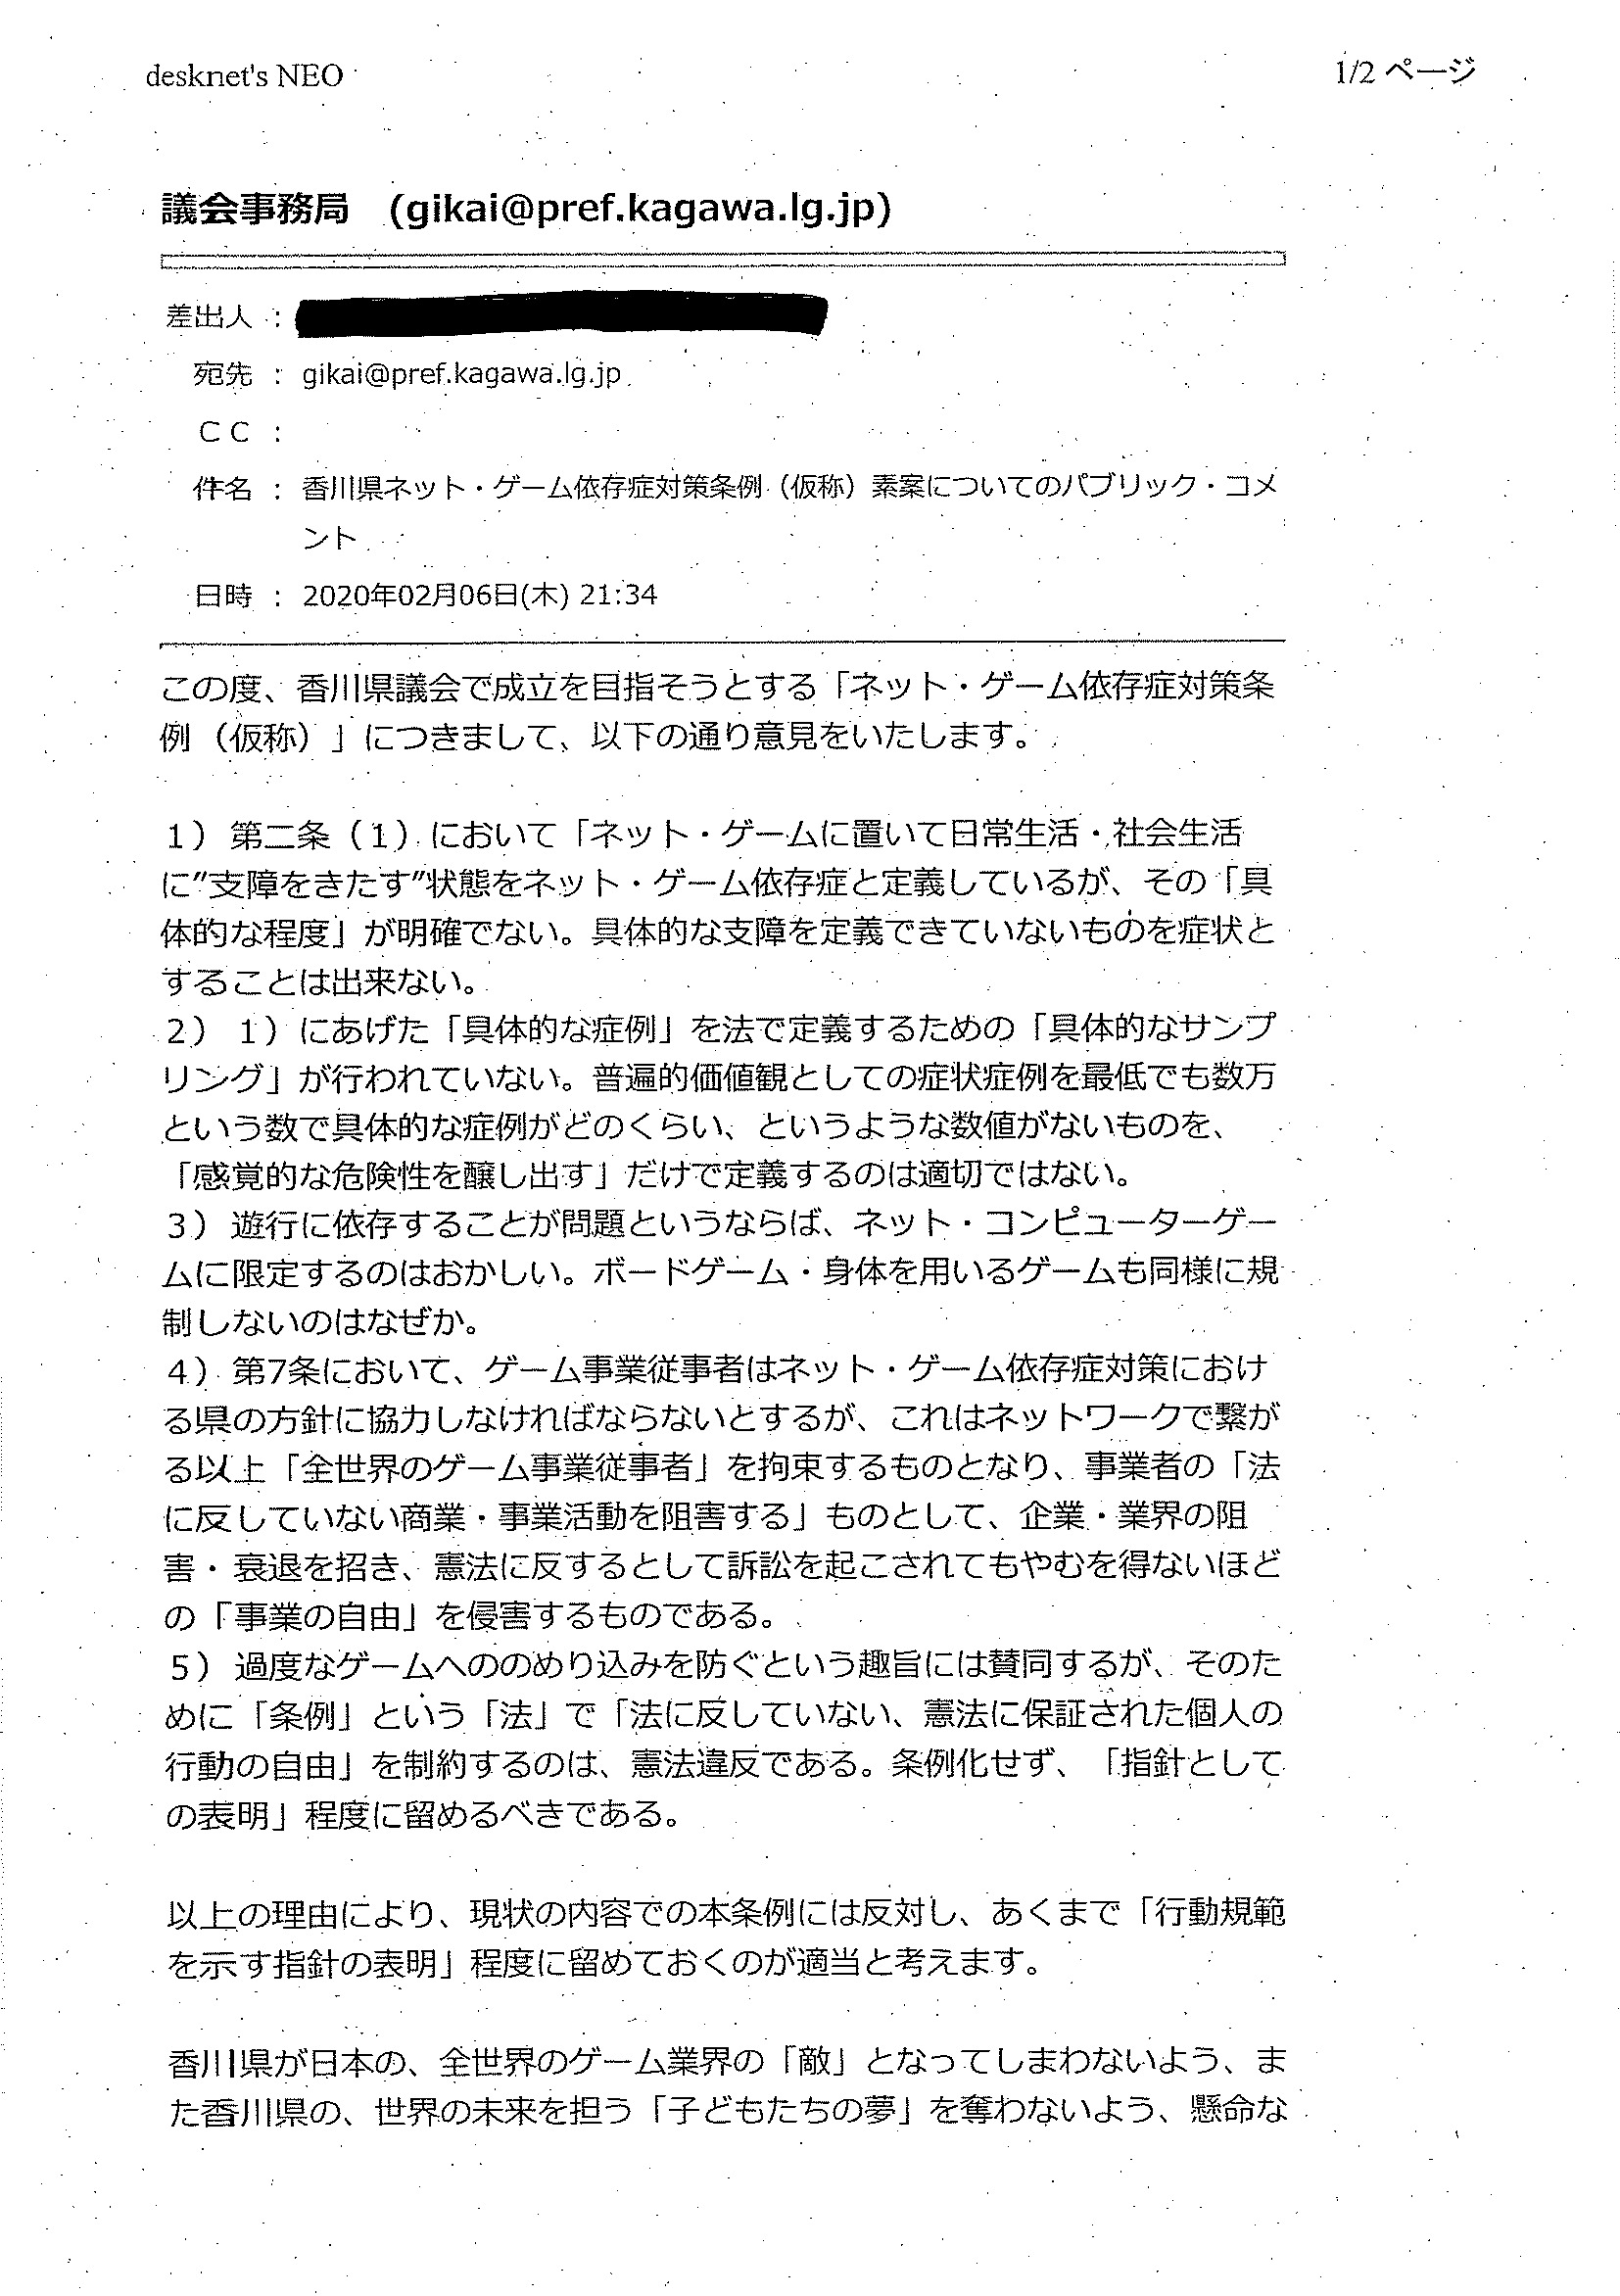 desknet's NEO
1/2 ページ
議会事務局　(gikai@pref.kagawa.lg.jp)
差出人 :
宛先 : gikai@pref.kagawa.lg.jp
ＣＣ :
件名 : 香川県ネット・ゲーム依存症対策条例（仮称）素案についてのパブリック・コメ
ント
日時 : 2020年02月06日(木) 21:34
この度、香川県議会で成立を目指そうとする「ネット・ゲーム依存症対策条
例（仮称）」につきまして、以下の通り意見をいたします。
1）第二条（1）において「ネット・ゲームに置いて日常生活・社会生活
に"支障をきたす"状態をネット・ゲーム依存症と定義しているが、その「具
体的な程度」が明確でない。具体的な支障を定義できていないものを症状と
することは出来ない。
2） 1）にあげた「具体的な症例」を法で定義するための「具体的なサンプ
リング」が行われていない。普遍的価値観としての症状症例を最低でも数万
という数で具体的な症例がどのくらい、というような数値がないものを、
「感覚的な危険性を醸し出す」だけで定義するのは適切ではない。
3）遊行に依存することが問題というならば、ネット・コンピューターゲー
ムに限定するのはおかしい。ボードゲーム・身体を用いるゲームも同様に規
制しないのはなぜか。
4）第7条において、ゲーム事業従事者はネット・ゲーム依存症対策におけ
る県の方針に協力しなければならないとするが、これはネットワークで繋が
る以上「全世界のゲーム事業従事者」を拘束するものとなり、事業者の「法
に反していない商業・事業活動を阻害する」ものとして、企業・業界の阻
害・衰退を招き、憲法に反するとして訴訟を起こされてもやむを得ないほど
の「事業の自由」を侵害するものである。
5）過度なゲームへののめり込みを防ぐという趣旨には賛同するが、そのた
めに「条例」という「法」で「法に反していない、憲法に保証された個人の
行動の自由」を制約するのは、憲法違反である。条例化せず、「指針として
の表明」程度に留めるべきである。
以上の理由により、現状の内容での本条例には反対し、あくまで「行動規範
を示す指針の表明」程度に留めておくのが適当と考えます。
香川県が日本の、全世界のゲーム業界の「敵」となってしまわないよう、ま
た香川県の、世界の未来を担う「子どもたちの夢」を奪わないよう、懸命な